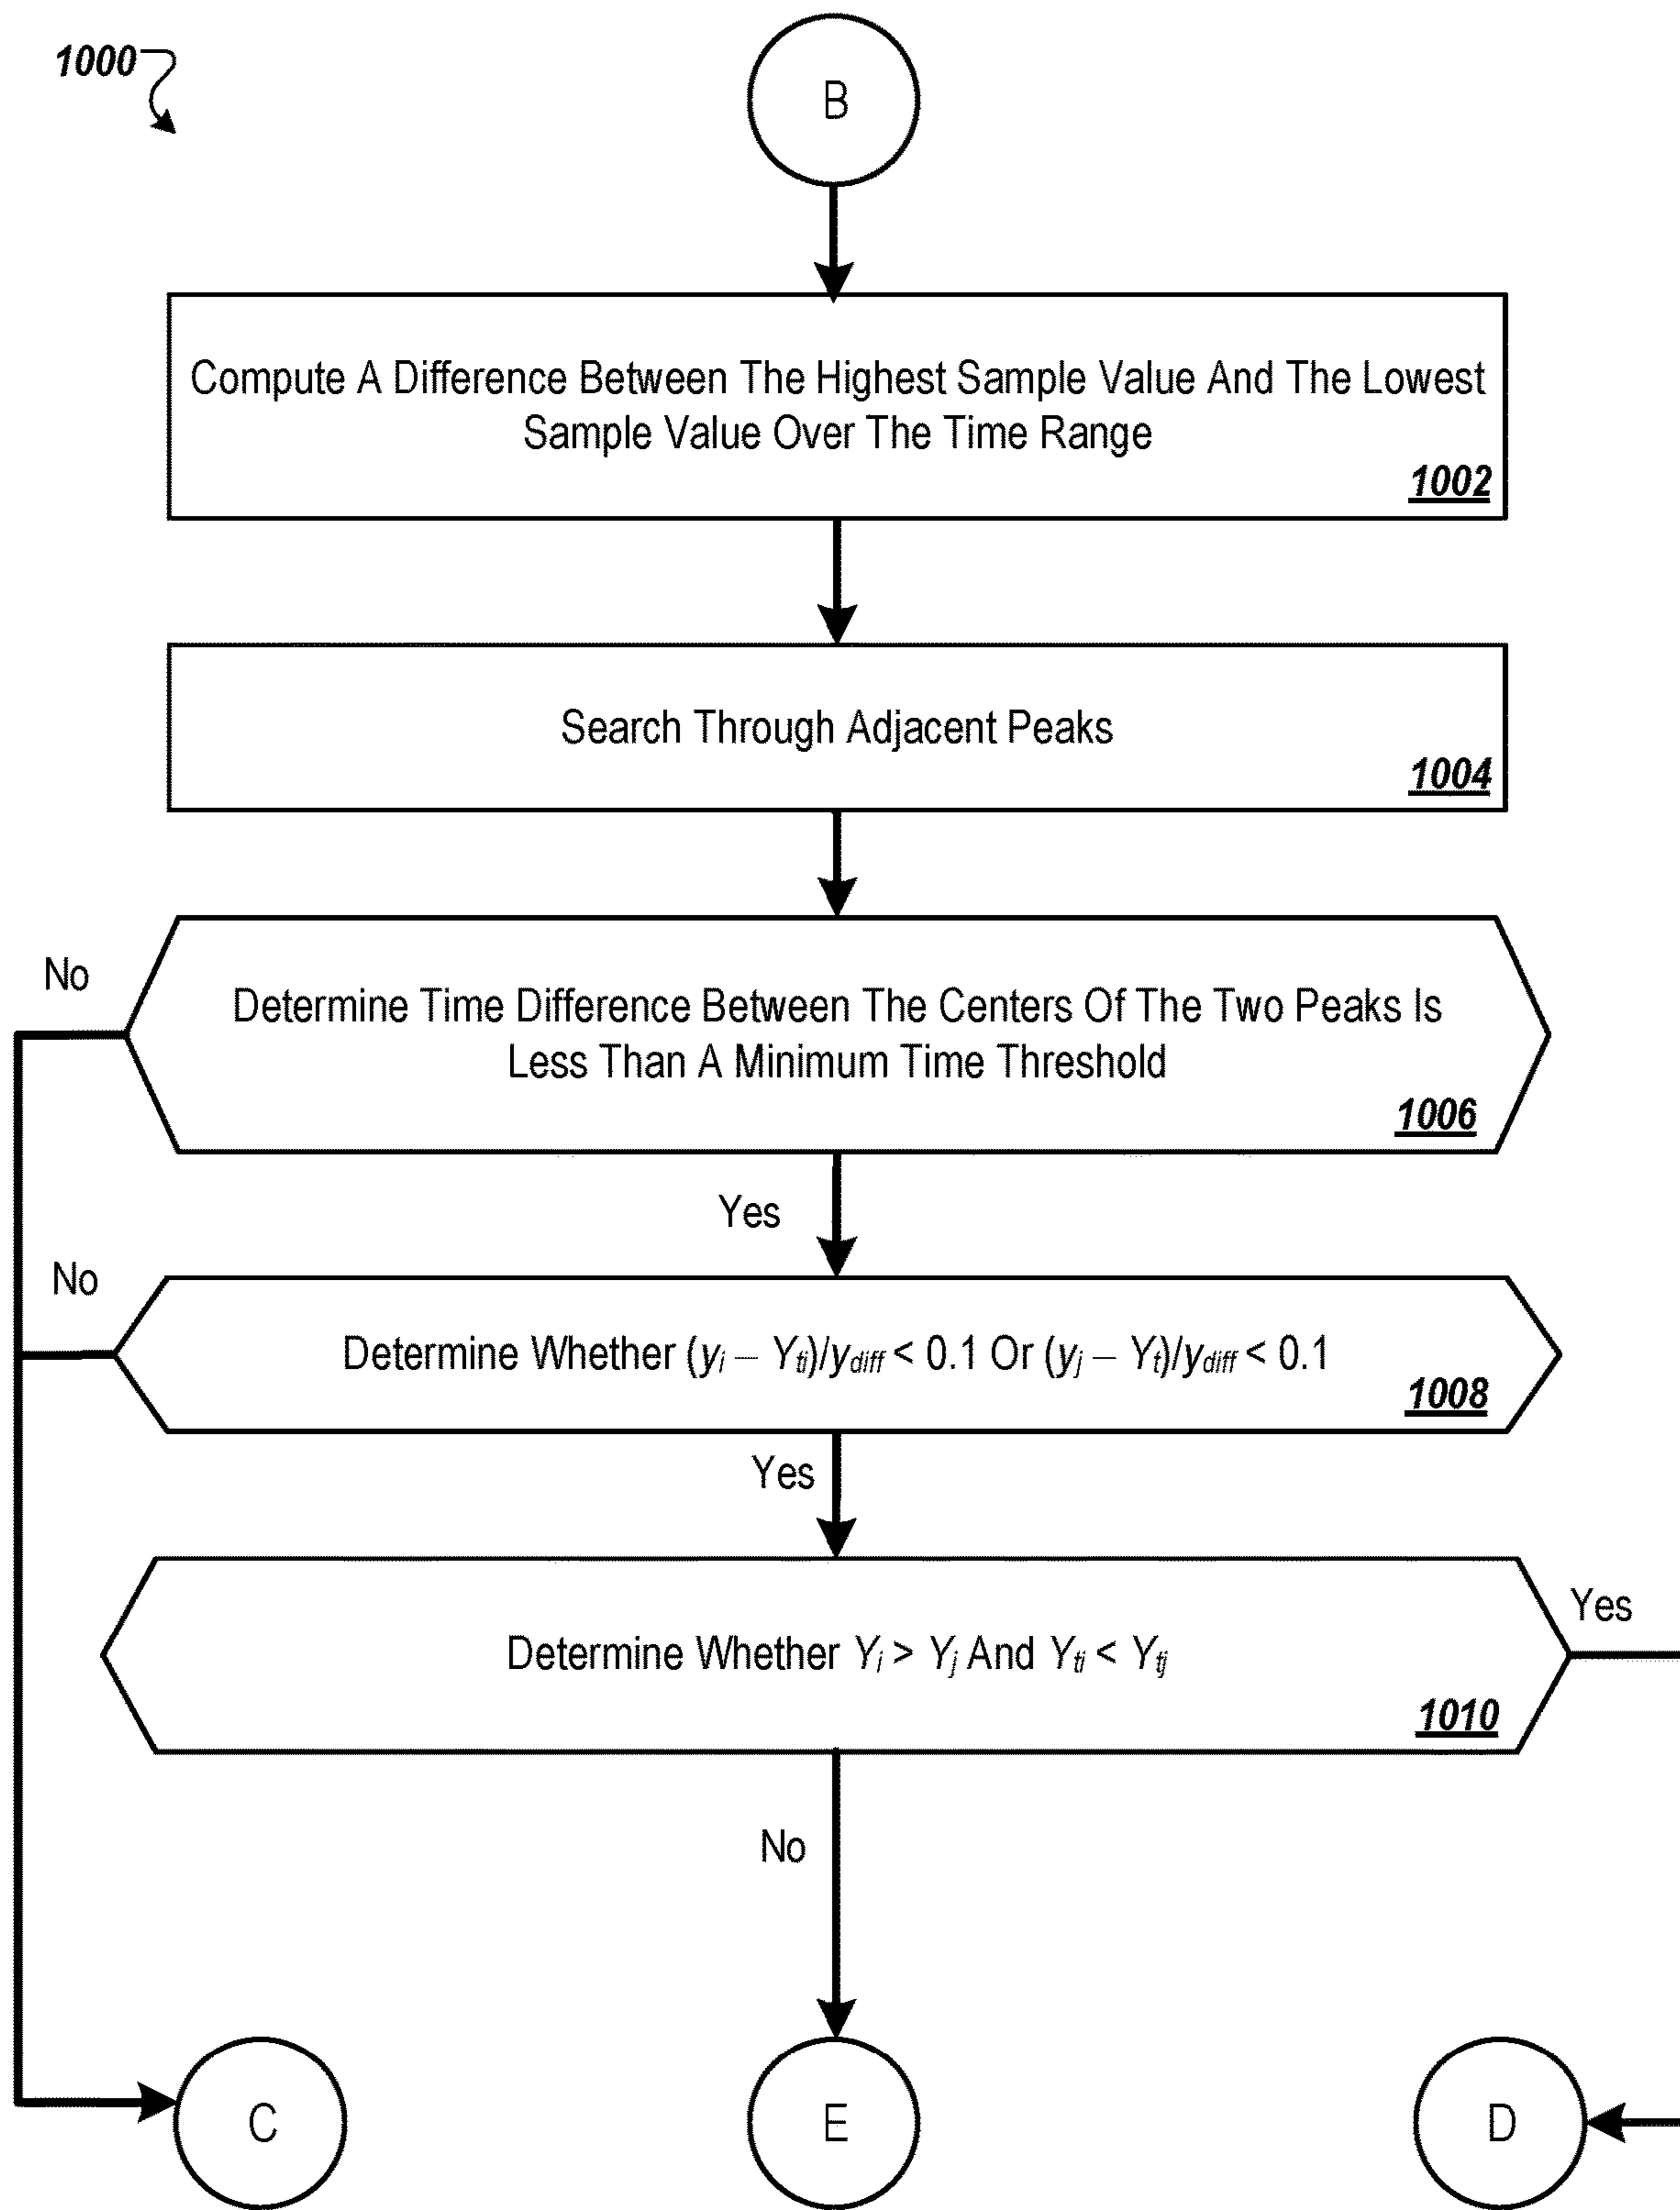 1000
B
Compute A Difference Between The Highest Sample Value And The Lowest
Sample Value Over The Time Range
1002
Search Through Adjacent Peaks
1004
No
Determine Time Difference Between The Centers Of The Two Peaks Is
Less Than A Minimum Time Threshold
1006
Yes
No
Determine Whether (yi – Yti)/ydiff < 0.1 Or (yj – Yt)/ydiff < 0.1
1008
Yes
Yes
Determine Whether Yi > Yj And Yti < Ytj
1010
No
C
E
D